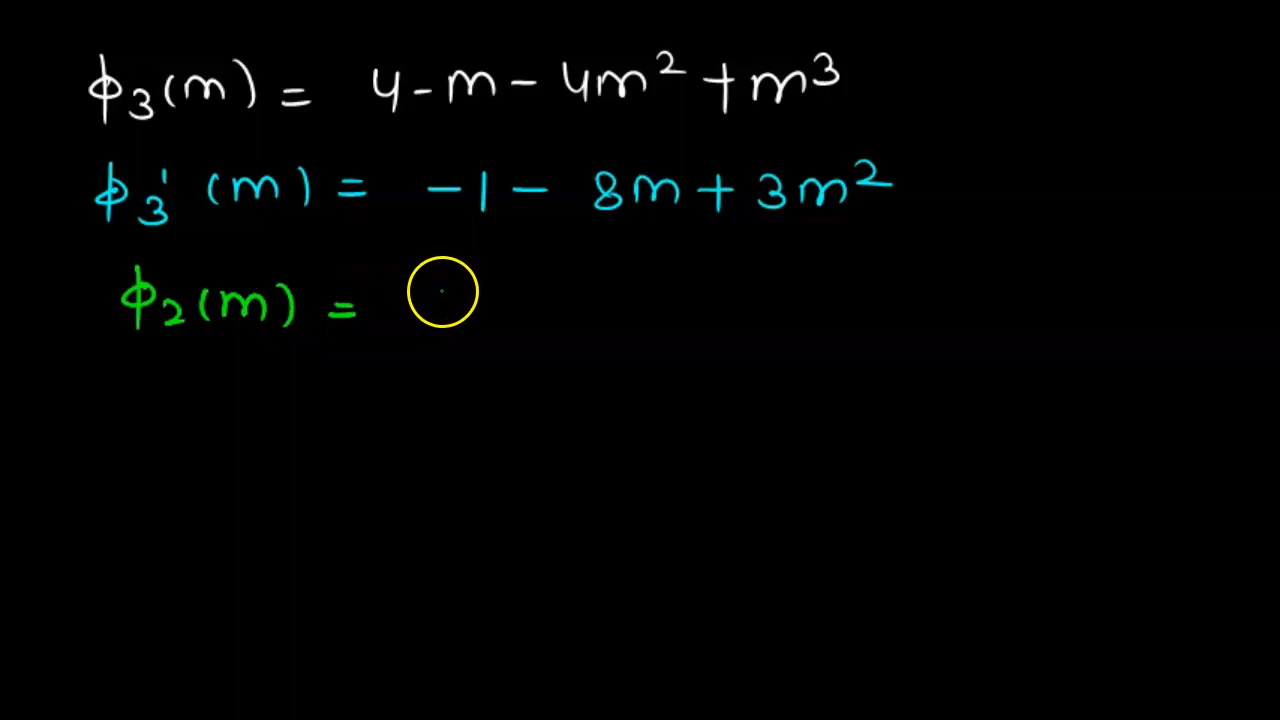 ϕ₃(m) = 4 - m - 4m² + m³
ϕ₃'(m) = -1 - 8m + 3m²
ϕ₂(m) =